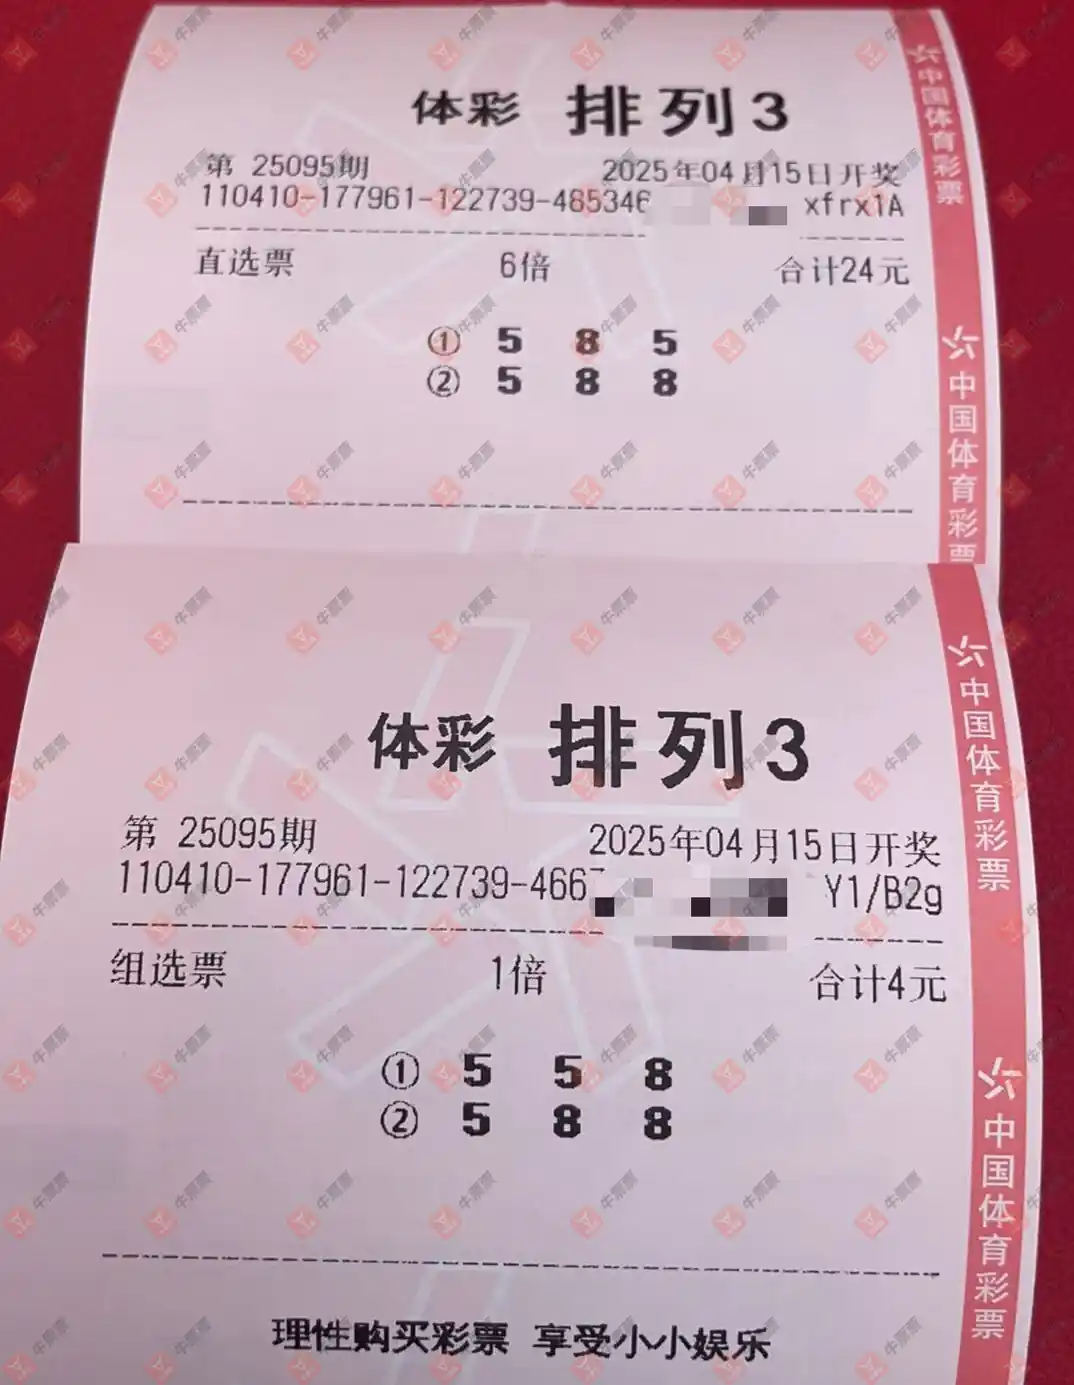 体彩 排列3
第 25095期 2025年04月15日开奖
110410-177961-122739-485346 xfrx1A
直选票 6倍 合计24元
① 5 8 5
② 5 8 8
中国体育彩票
中国体育彩票
体彩 排列3
第 25095期 2025年04月15日开奖
110410-177961-122739-466 Y1/B2g
组选票 1倍 合计4元
① 5 5 8
② 5 8 8
理性购买彩票 享受小小娱乐
中国体育彩票
中国体育彩票
牛票票